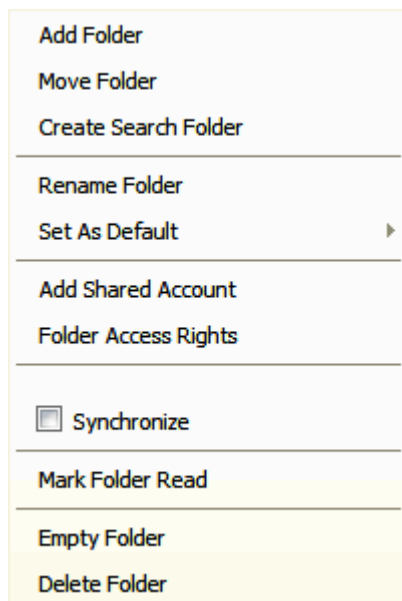 Add Folder
Move Folder
Create Search Folder
Rename Folder
Set As Default
Add Shared Account
Folder Access Rights
Synchronize
Mark Folder Read
Empty Folder
Delete Folder